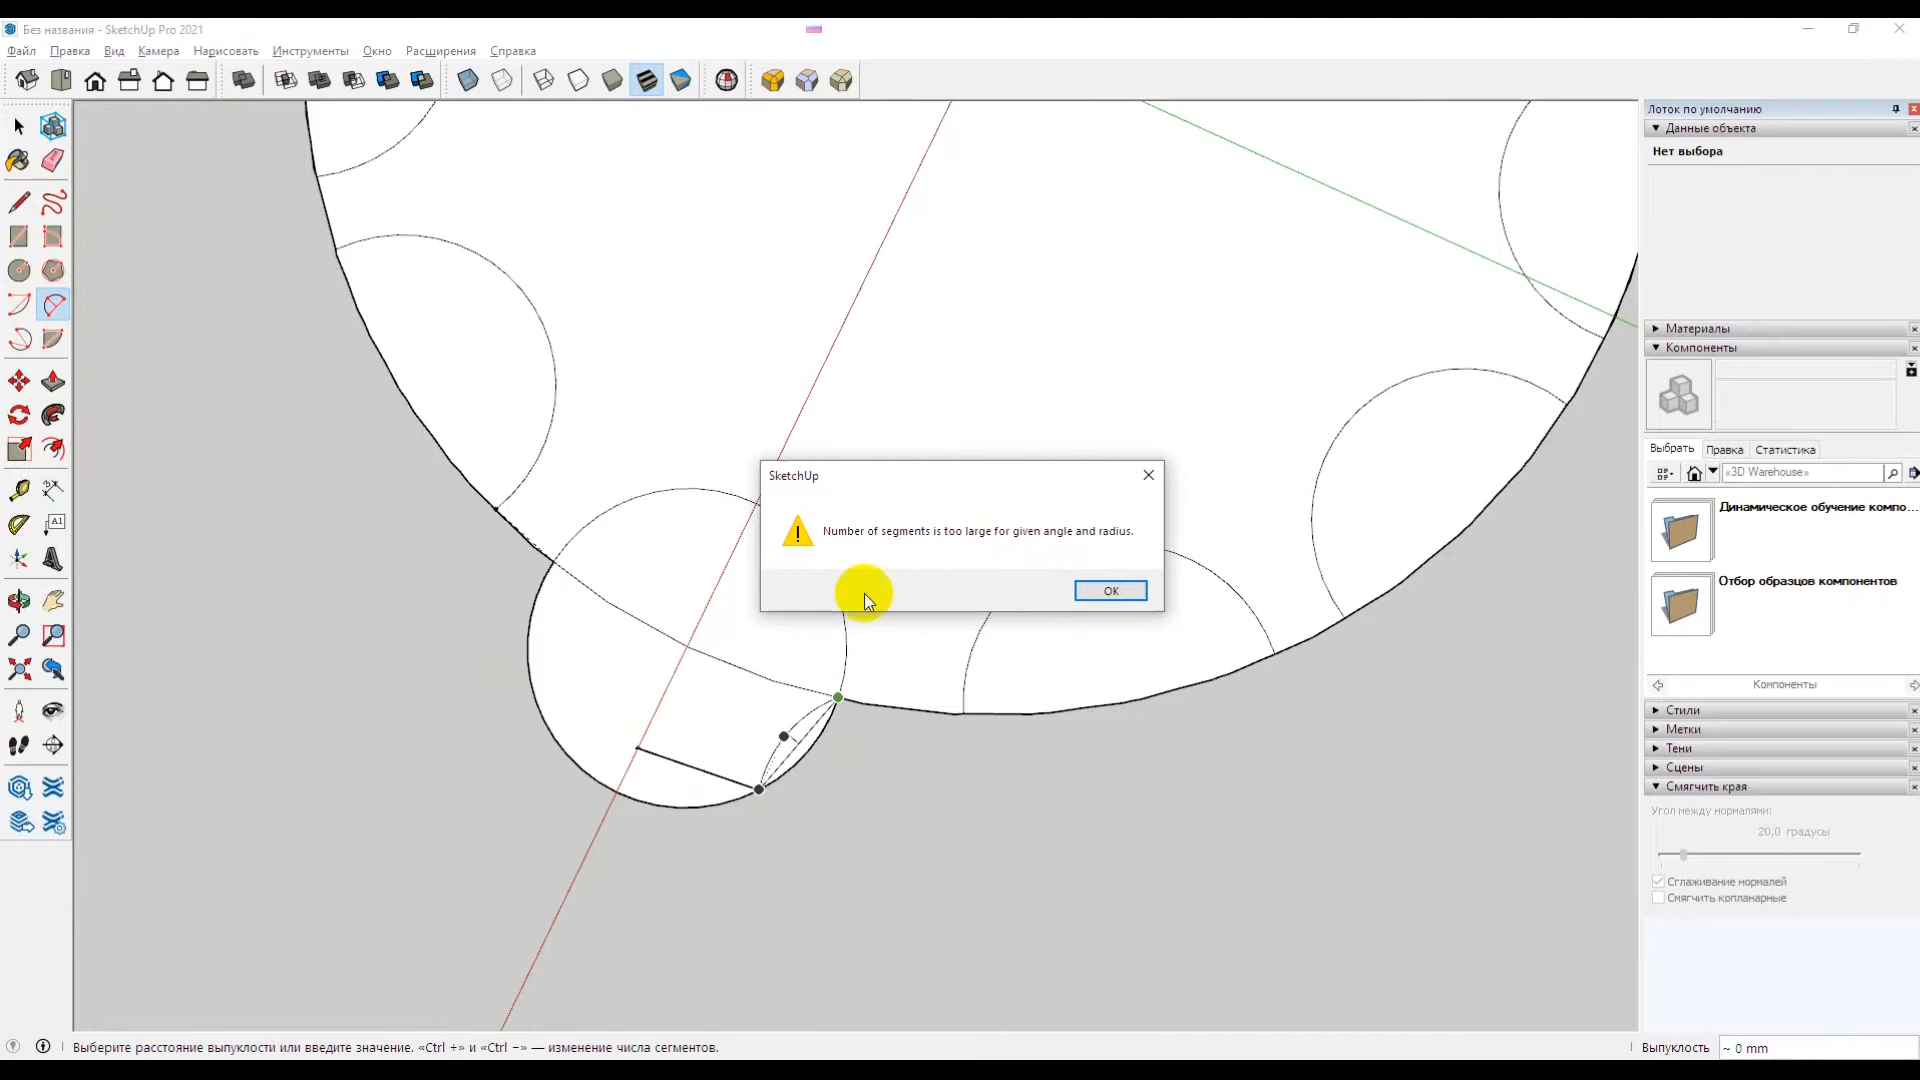 Без названия - SketchUp Pro 2021
Файл Правка Вид Камера Нарисовать Инструменты Окно Расширения Справка
Лоток по умолчанию
Данные объекта
Нет выбора
A1
Материалы
Компоненты
Выбрать Правка Статистика
«3D Warehouse»
Динамическое обучение компо...
Отбор образцов компонентов
Компоненты
Стили
Метки
Тени
Сцены
Смягчить края
Угол между нормалями:
20,0 градусы
Сглаживание нормалей
Смягчить копланарные
SketchUp
Number of segments is too large for given angle and radius.
OK
Выберите расстояние выпуклости или введите значение. «Ctrl +» и «Ctrl −» — изменение числа сегментов.
Выпуклость ~ 0 mm